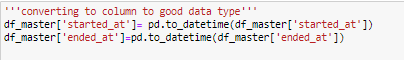 '''converting to column to good data type'''
df_master['started_at']= pd.to_datetime(df_master['started_at'])
df_master['ended_at']=pd.to_datetime(df_master['ended_at'])